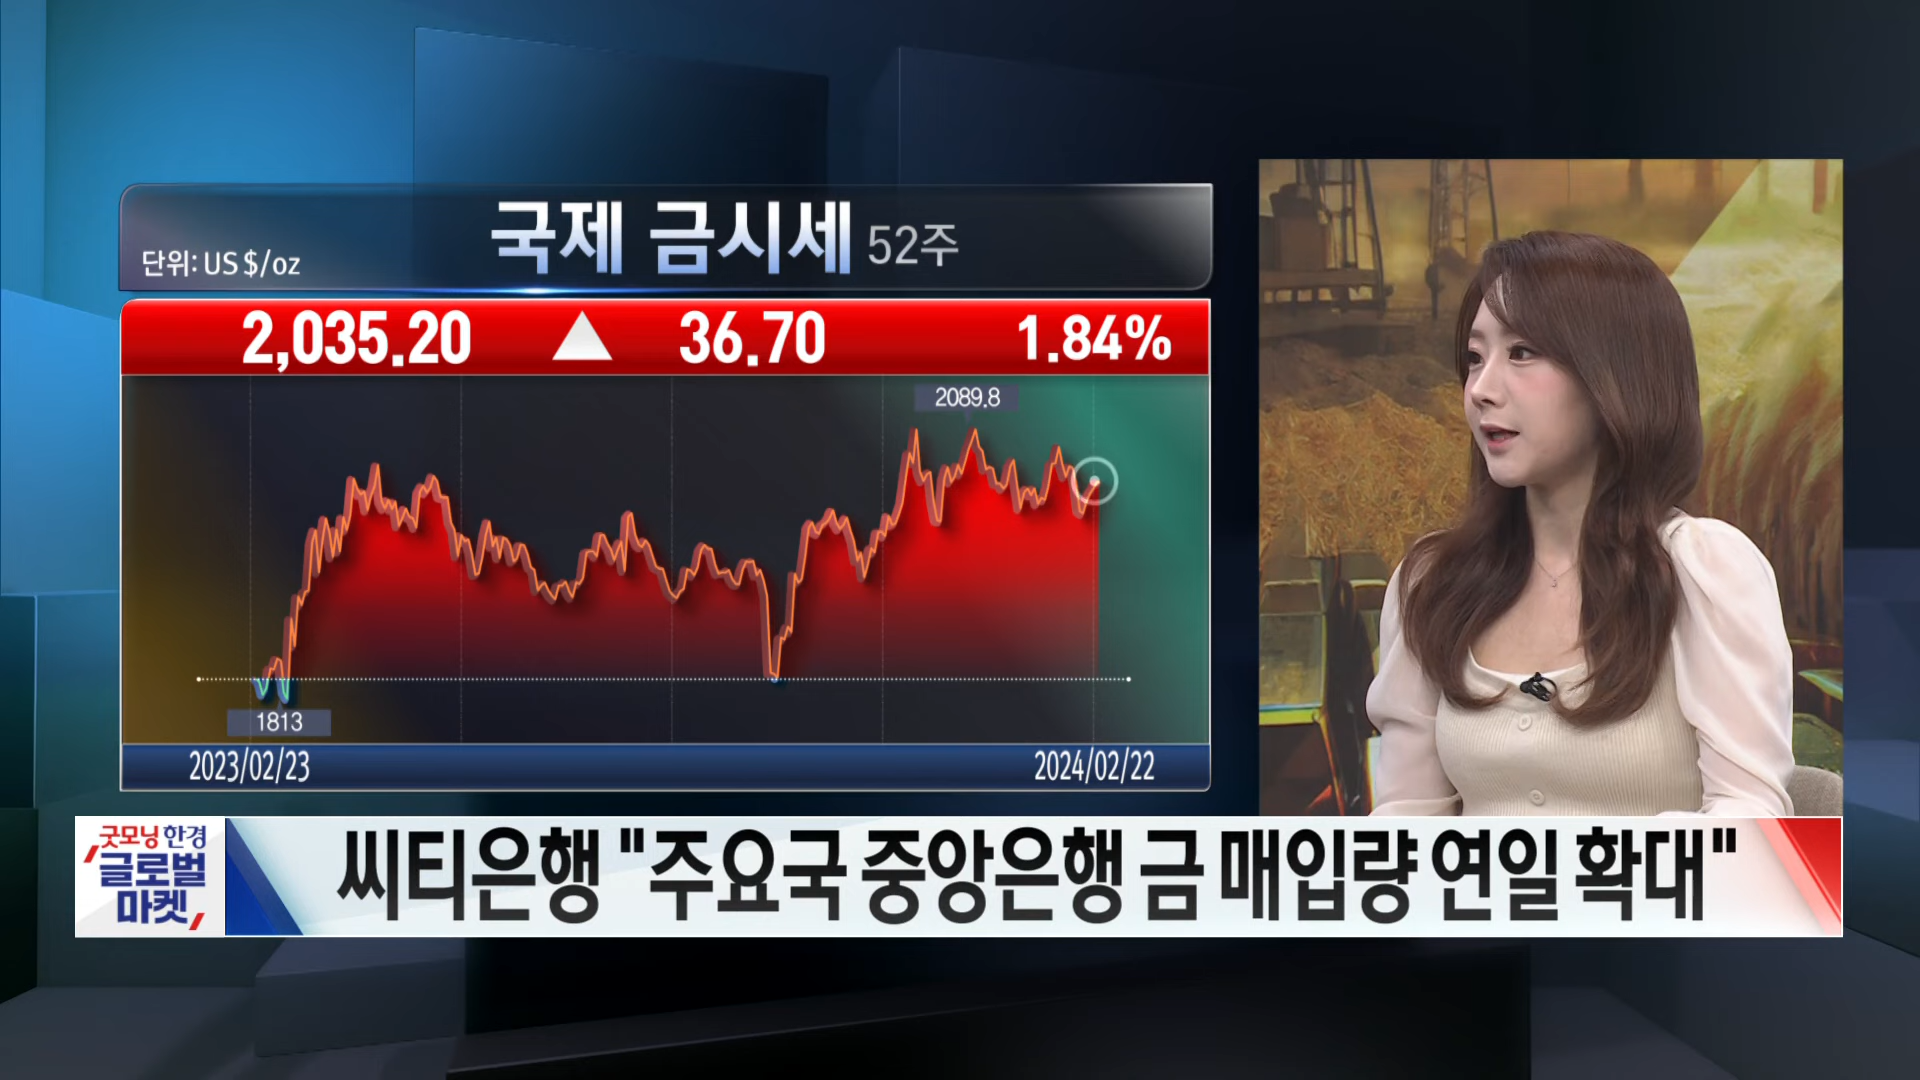 국제 금시세 52주
단위: US $/oz
2,035.20 ▲ 36.70 1.84%
2089.8
1813
2023/02/23 2024/02/22
굿모닝 한경
글로벌
마켓
씨티은행 "주요국 중앙은행 금 매입량 연일 확대"